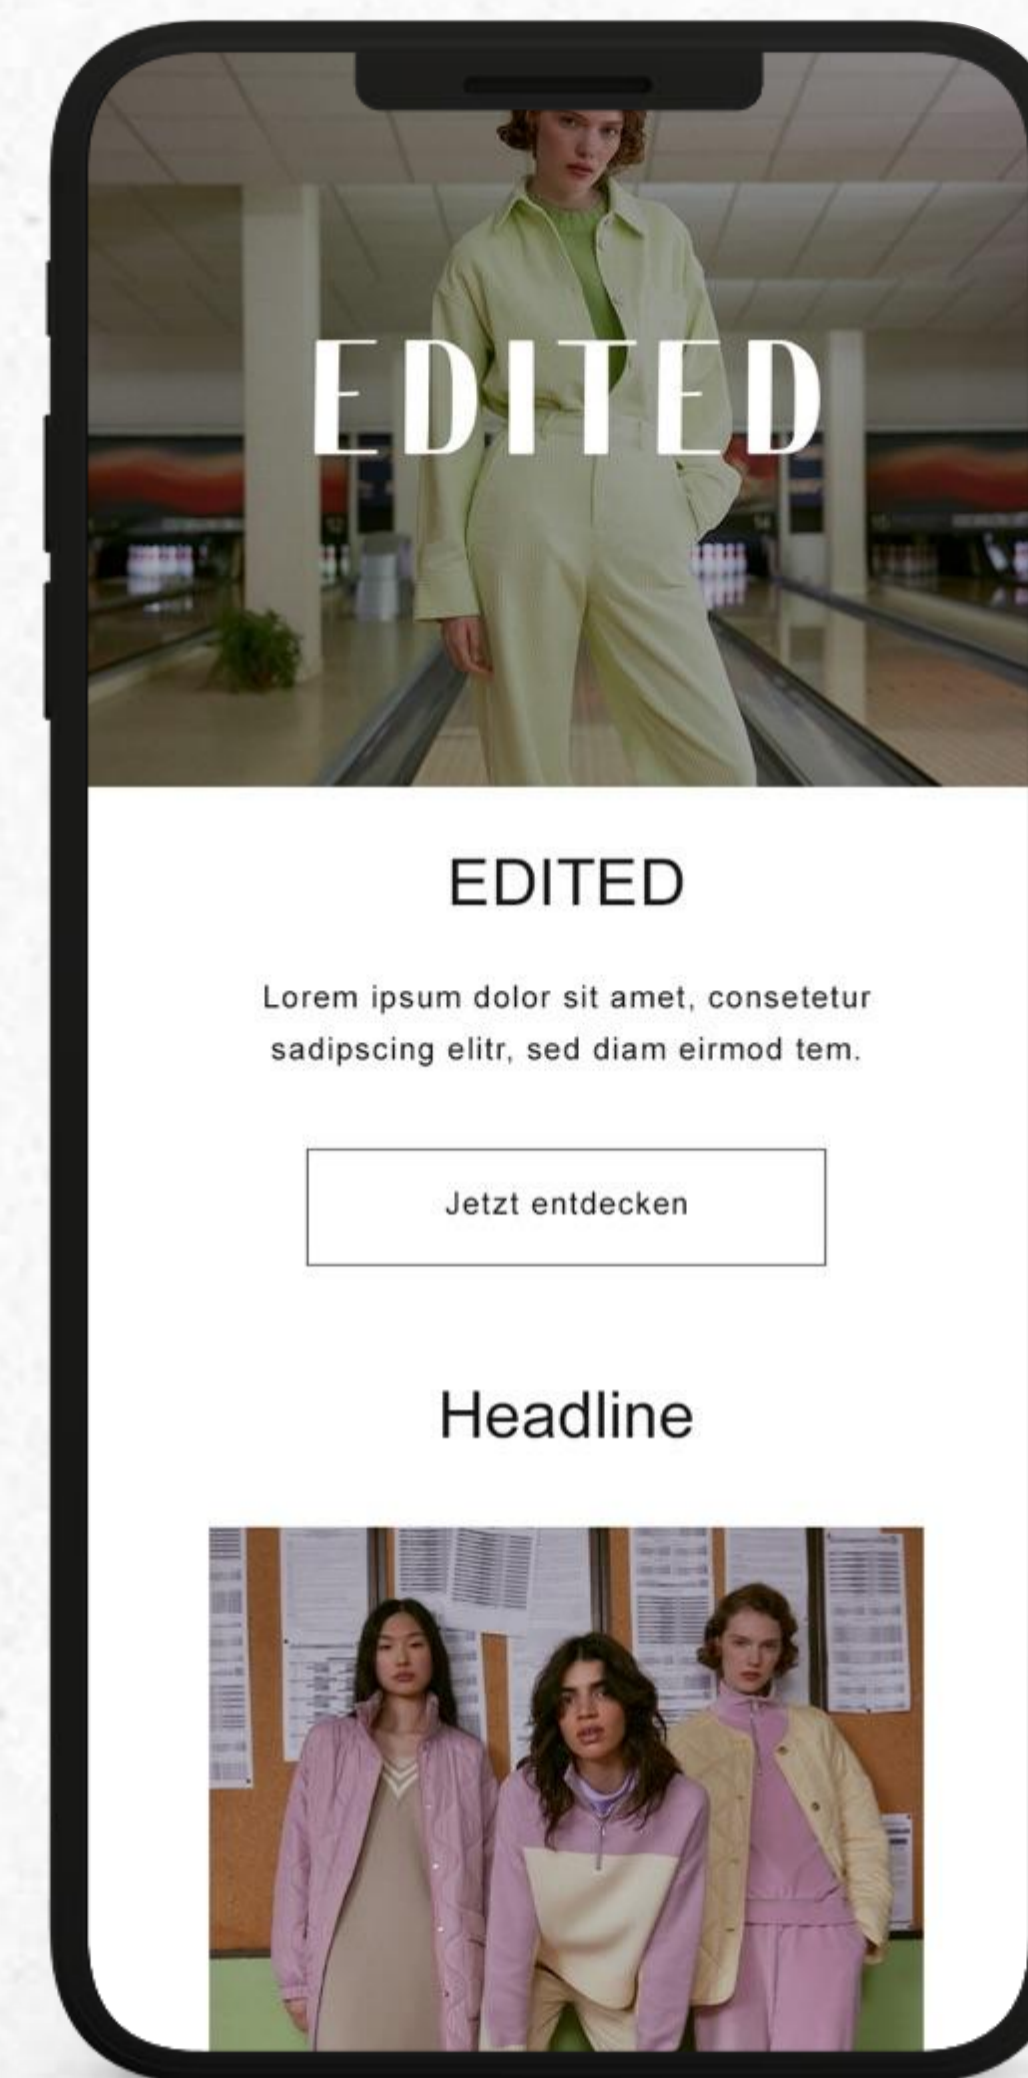 EDITED
EDITED
Lorem ipsum dolor sit amet, consetetur
sadipscing elitr, sed diam eirmod tem.
Jetzt entdecken
Headline